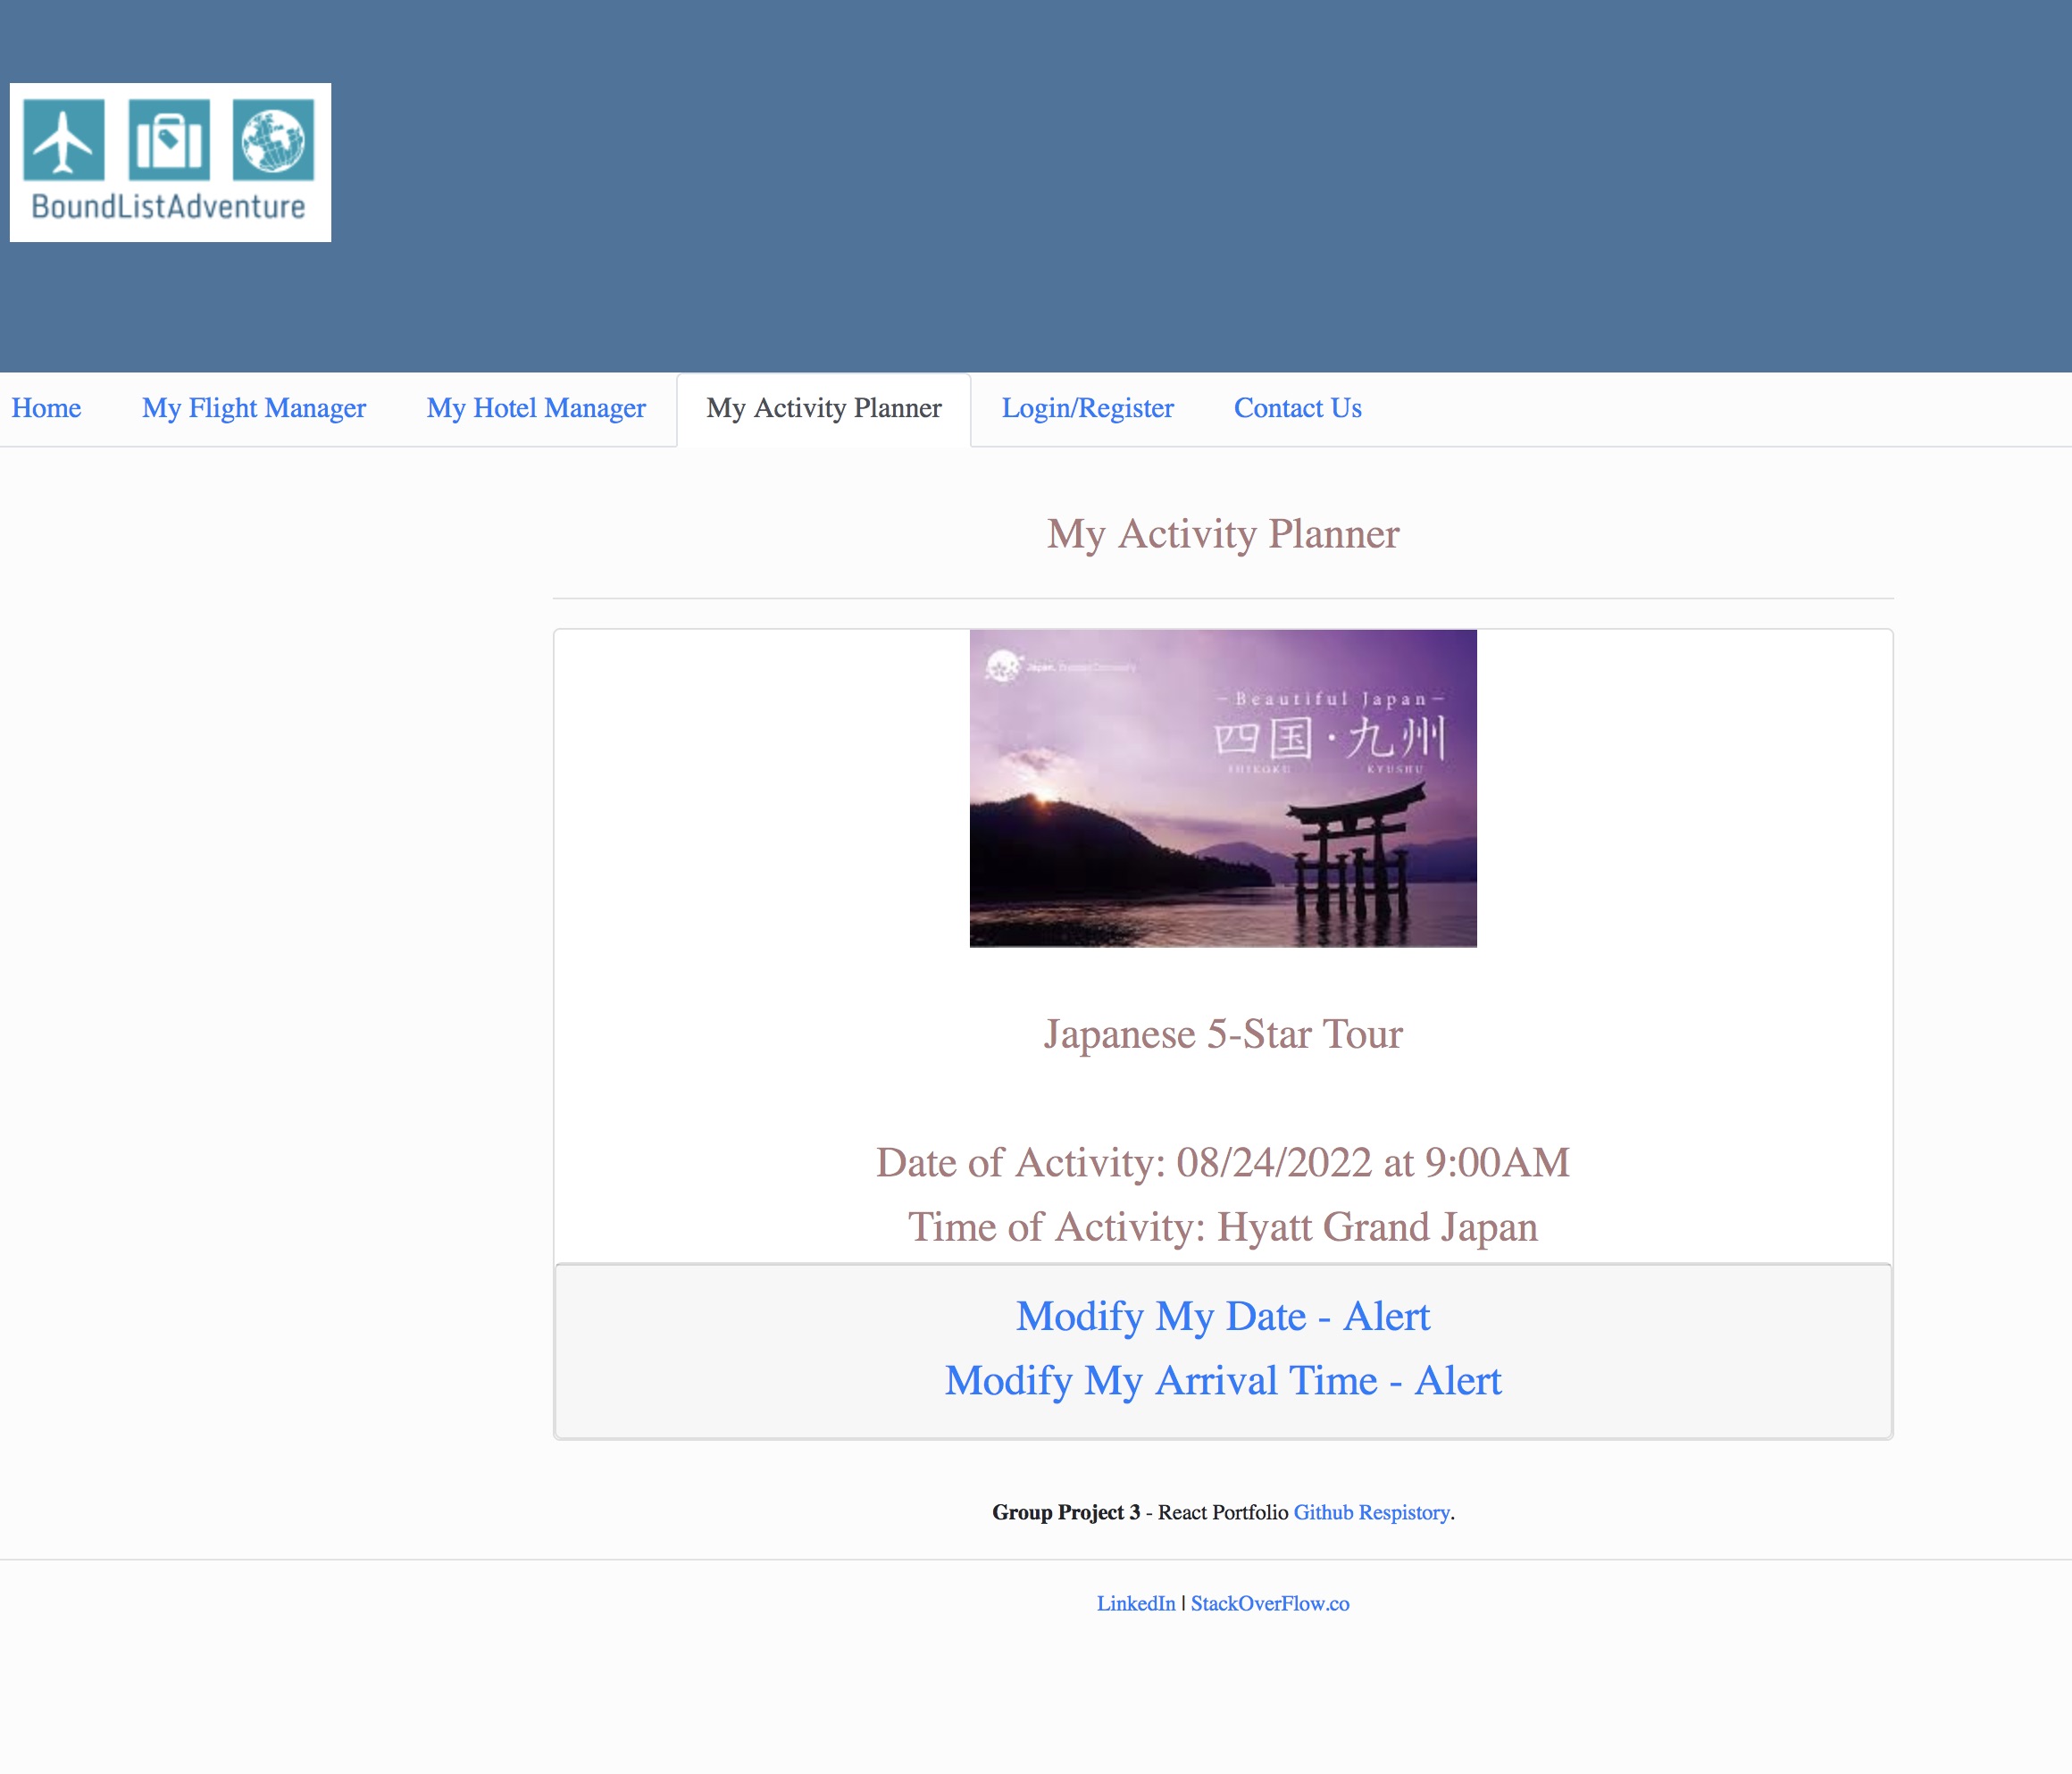 BoundListAdventure
Home My Flight Manager My Hotel Manager My Activity Planner Login/Register Contact Us
My Activity Planner
Japan.
- Beautiful Japan -
四国・九州
SHIKOKU KYUSHU
Japanese 5-Star Tour
Date of Activity: 08/24/2022 at 9:00AM
Time of Activity: Hyatt Grand Japan
Modify My Date - Alert
Modify My Arrival Time - Alert
Group Project 3 - React Portfolio Github Respistory.
LinkedIn | StackOverFlow.co